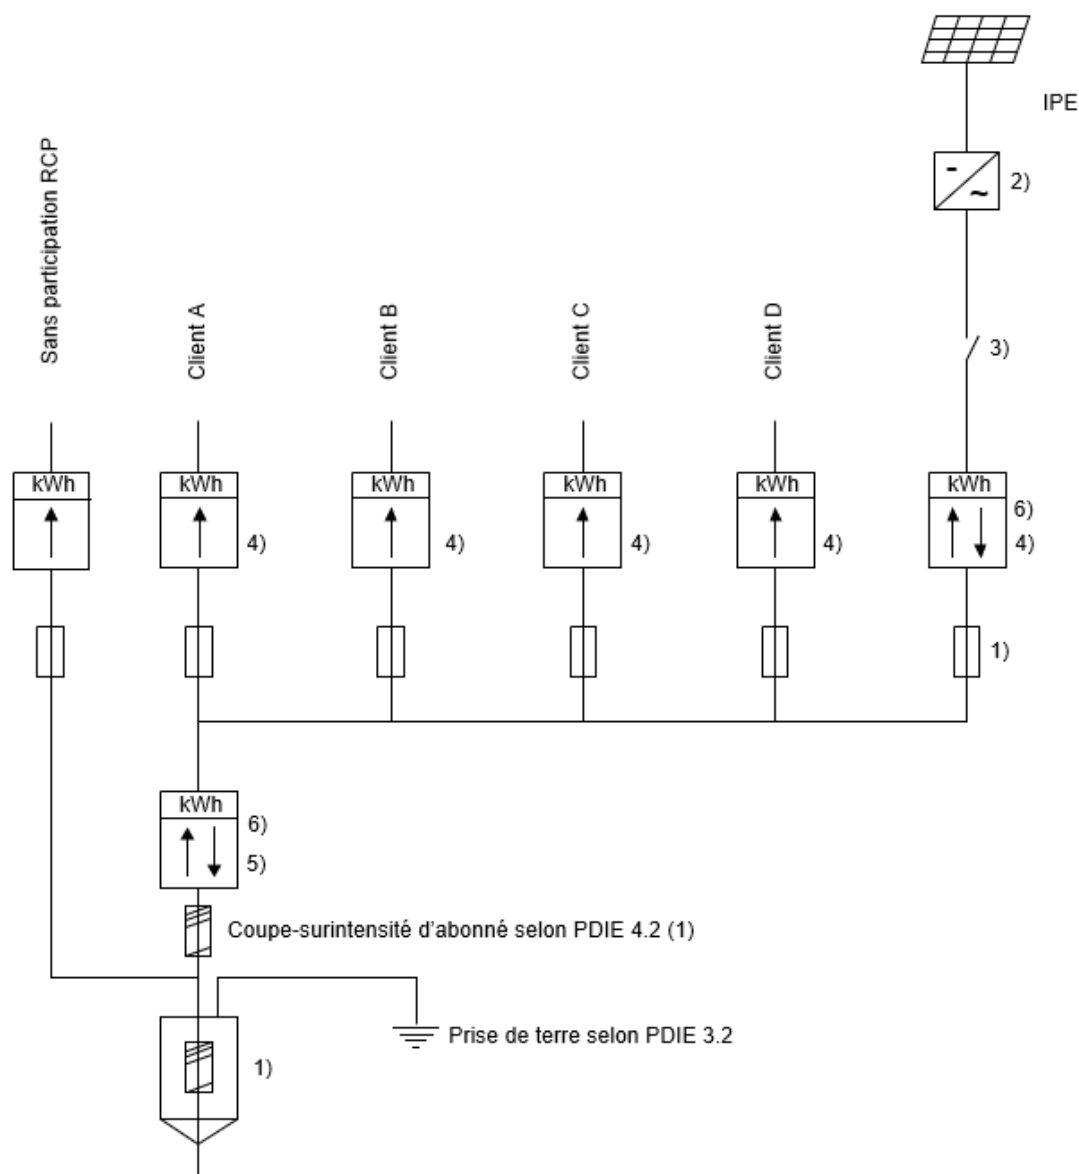 IPE
2)
Sans participation RCP
Client A
Client B
Client C
Client D
3)
kWh
kWh
kWh
kWh
kWh
kWh
6)
4)
4)
4)
4)
4)
1)
kWh
6)
5)
Coupe-surintensité d'abonné selon PDIE 4.2 (1)
Prise de terre selon PDIE 3.2
1)